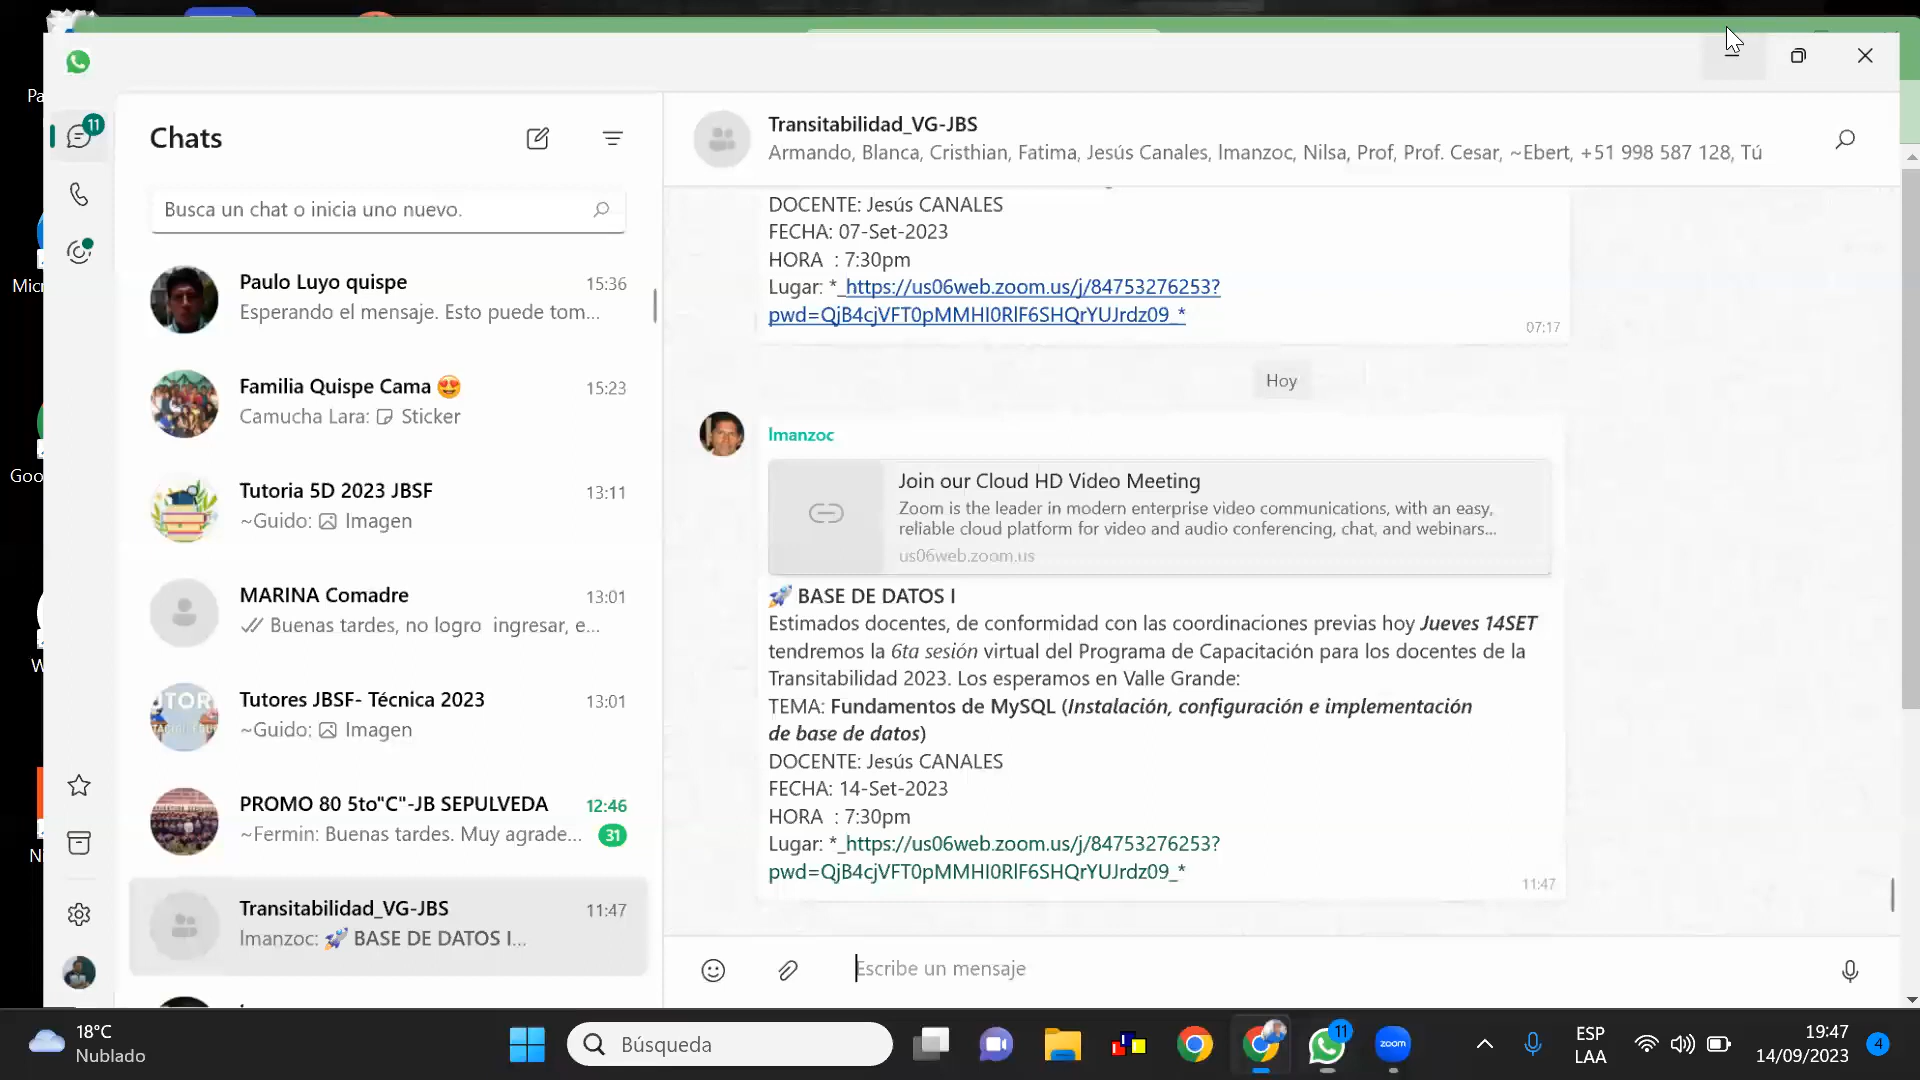 Pa
Micr
Goo
W
Ni
11
Chats
Busca un chat o inicia uno nuevo.
Paulo Luyo quispe
15:36
Esperando el mensaje. Esto puede tom...
Familia Quispe Cama 😍
15:23
Camucha Lara: Sticker
Tutoria 5D 2023 JBSF
13:11
~Guido: Imagen
MARINA Comadre
13:01
Buenas tardes, no logro ingresar, e...
Tutores JBSF- Técnica 2023
13:01
~Guido: Imagen
PROMO 80 5to"C"-JB SEPULVEDA
12:46
~Fermin: Buenas tardes. Muy agrade...
31
Transitabilidad_VG-JBS
11:47
lmanzoc: 🚀 BASE DE DATOS I...
Transitabilidad_VG-JBS
Armando, Blanca, Cristhian, Fatima, Jesús Canales, lmanzoc, Nilsa, Prof, Prof. Cesar, ~Ebert, +51 998 587 128, Tú
DOCENTE: Jesús CANALES
FECHA: 07-Set-2023
HORA : 7:30pm
Lugar: *_https://us06web.zoom.us/j/84753276253?
pwd=QjB4cjVFT0pMMHI0RlF6SHQrYUJrdz09_*
07:17
Hoy
lmanzoc
Join our Cloud HD Video Meeting
Zoom is the leader in modern enterprise video communications, with an easy,
reliable cloud platform for video and audio conferencing, chat, and webinars...
us06web.zoom.us
🚀 BASE DE DATOS I
Estimados docentes, de conformidad con las coordinaciones previas hoy Jueves 14SET
tendremos la 6ta sesión virtual del Programa de Capacitación para los docentes de la
Transitabilidad 2023. Los esperamos en Valle Grande:
TEMA: Fundamentos de MySQL (Instalación, configuración e implementación
de base de datos)
DOCENTE: Jesús CANALES
FECHA: 14-Set-2023
HORA : 7:30pm
Lugar: *_https://us06web.zoom.us/j/84753276253?
pwd=QjB4cjVFT0pMMHI0RlF6SHQrYUJrdz09_*
11:47
Escribe un mensaje
18°C
Nublado
Búsqueda
11
zoom
ESP
LAA
19:47
14/09/2023
4